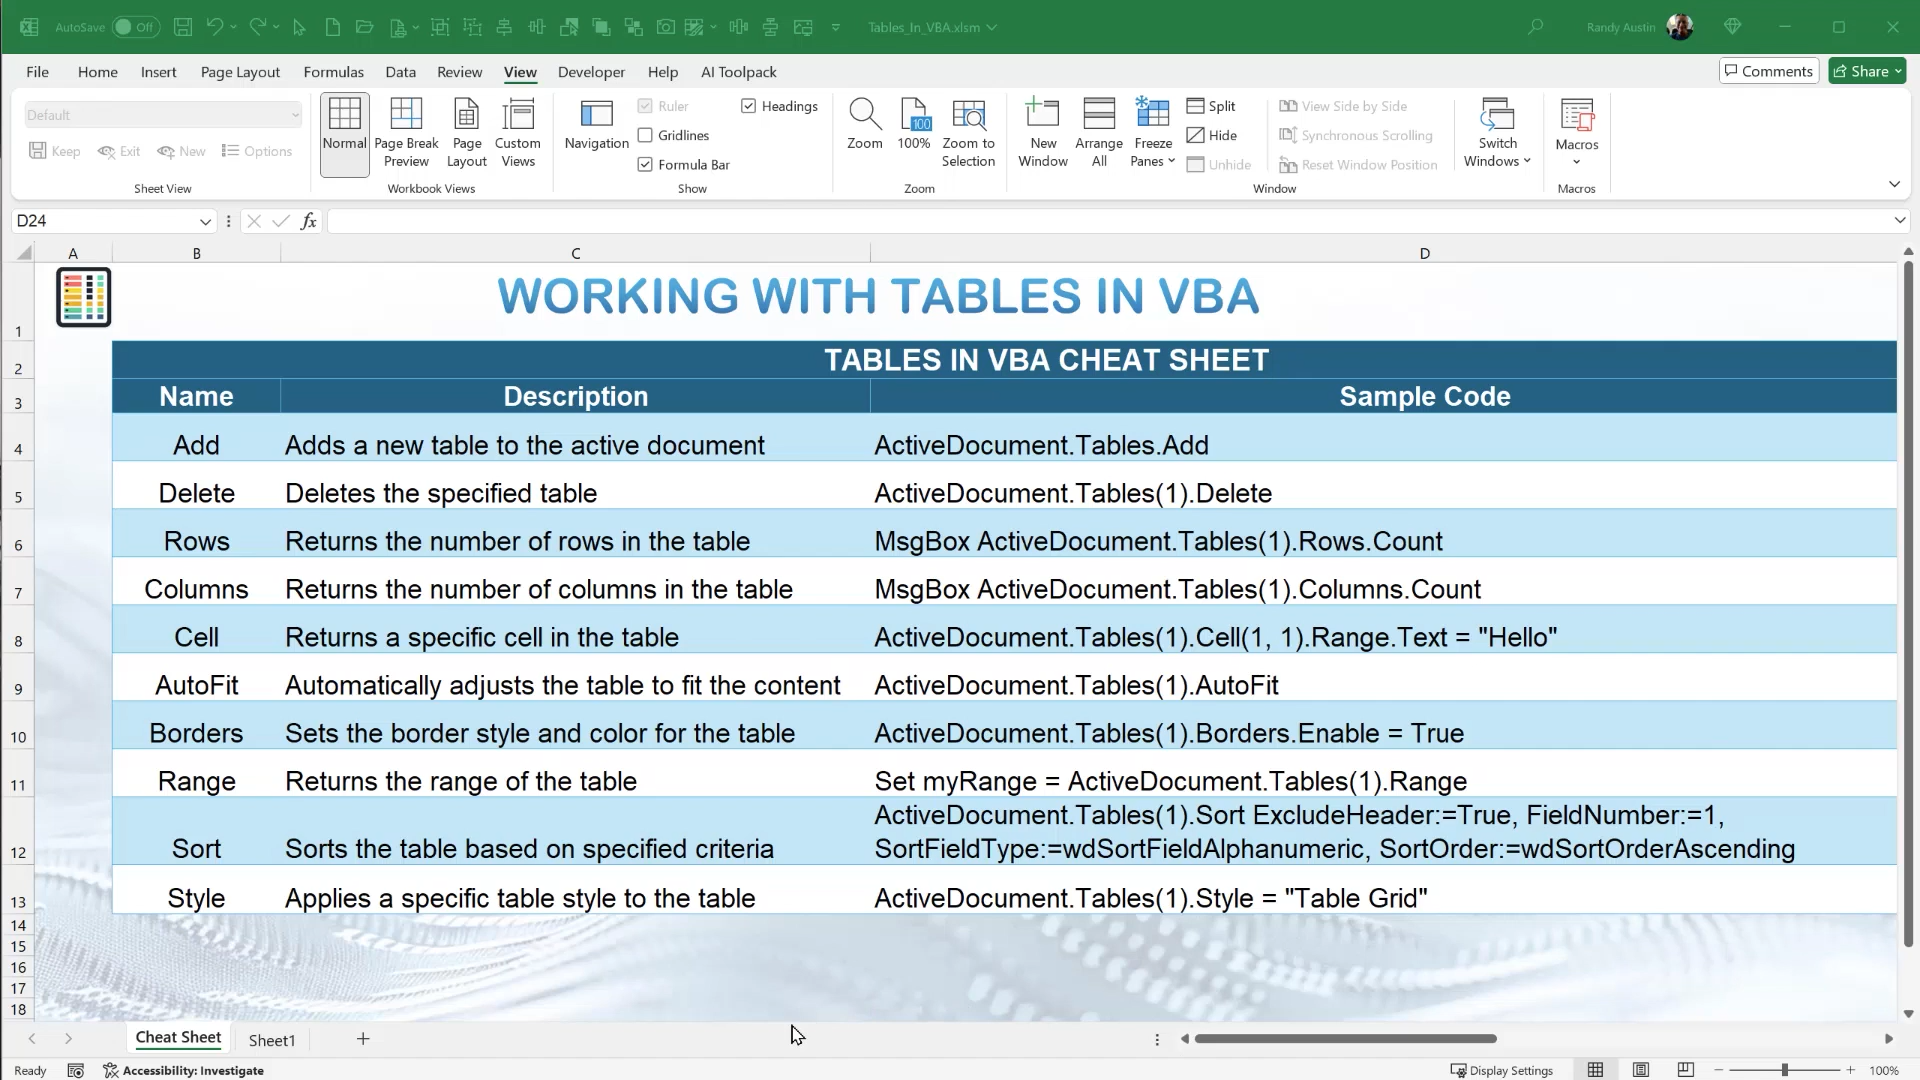 AutoSave Off Tables_In_VBA.xlsm Randy Austin
File Home Insert Page Layout Formulas Data Review View Developer Help AI Toolpack Comments Share
Default
Keep Exit New Options
Sheet View
Normal
Page Break Preview
Page Layout
Custom Views
Workbook Views
Navigation
Ruler
Gridlines
Formula Bar
Headings
Show
Zoom
100
100%
Zoom to Selection
Zoom
New Window
Arrange All
Freeze Panes
Split
Hide
Unhide
View Side by Side
Synchronous Scrolling
Reset Window Position
Switch Windows
Window
Macros
Macros
D24 fx
A B C D
1 WORKING WITH TABLES IN VBA
2 TABLES IN VBA CHEAT SHEET
3 Name Description Sample Code
4 Add Adds a new table to the active document ActiveDocument.Tables.Add
5 Delete Deletes the specified table ActiveDocument.Tables(1).Delete
6 Rows Returns the number of rows in the table MsgBox ActiveDocument.Tables(1).Rows.Count
7 Columns Returns the number of columns in the table MsgBox ActiveDocument.Tables(1).Columns.Count
8 Cell Returns a specific cell in the table ActiveDocument.Tables(1).Cell(1, 1).Range.Text = "Hello"
9 AutoFit Automatically adjusts the table to fit the content ActiveDocument.Tables(1).AutoFit
10 Borders Sets the border style and color for the table ActiveDocument.Tables(1).Borders.Enable = True
11 Range Returns the range of the table Set myRange = ActiveDocument.Tables(1).Range
ActiveDocument.Tables(1).Sort ExcludeHeader:=True, FieldNumber:=1,
12 Sort Sorts the table based on specified criteria SortFieldType:=wdSortFieldAlphanumeric, SortOrder:=wdSortOrderAscending
13 Style Applies a specific table style to the table ActiveDocument.Tables(1).Style = "Table Grid"
14
15
16
17
18
Cheat Sheet Sheet1
Ready Accessibility: Investigate Display Settings 100%